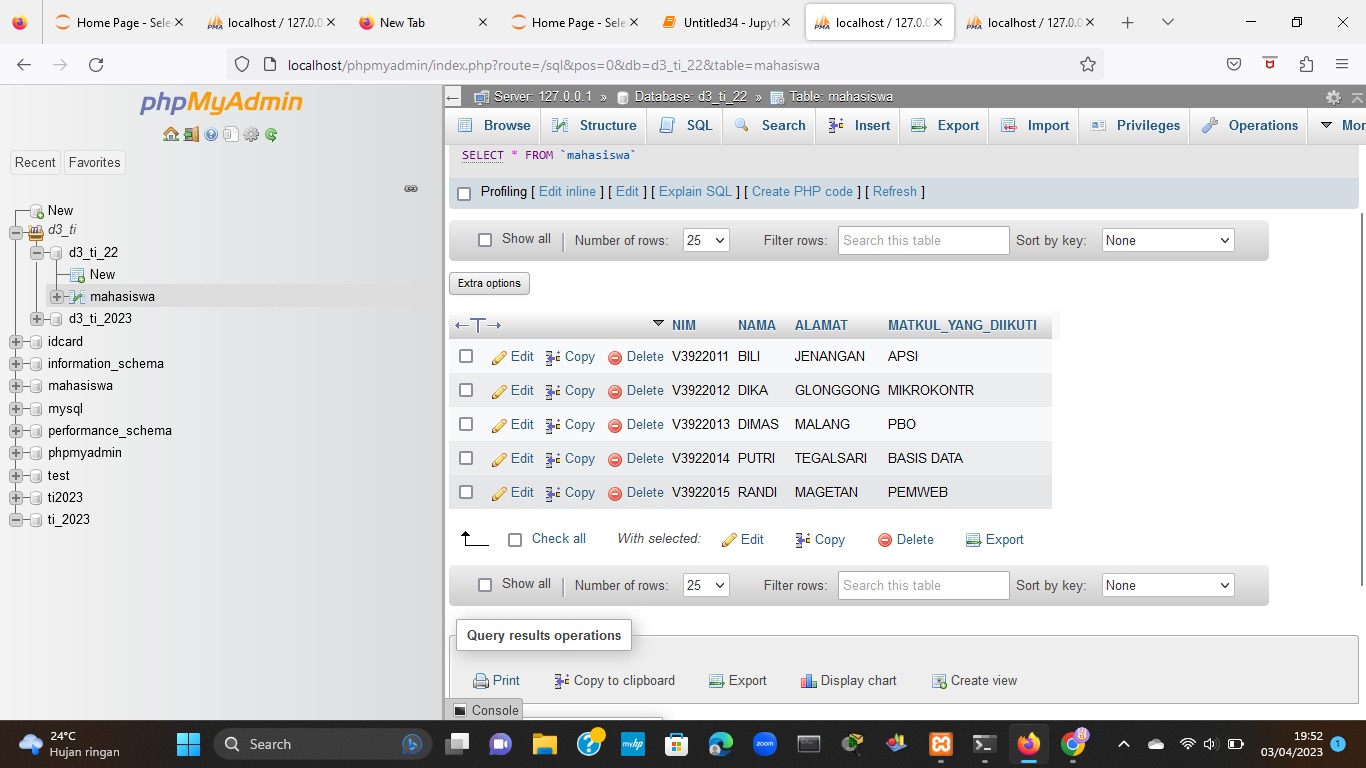 Home Page - Sele
localhost / 127.0.0
New Tab
Home Page - Sele
Untitled34 - Jupyte
localhost / 127.0.0
localhost / 127.0.0
localhost/phpmyadmin/index.php?route=/sql&pos=0&db=d3_ti_22&table=mahasiswa
phpMyAdmin
Recent Favorites
New
d3_ti
d3_ti_22
New
mahasiswa
d3_ti_2023
idcard
information_schema
mahasiswa
mysql
performance_schema
phpmyadmin
test
ti2023
ti_2023
Server: 127.0.0.1 » Database: d3_ti_22 » Table: mahasiswa
Browse Structure SQL Search Insert Export Import Privileges Operations Mor
SELECT * FROM `mahasiswa`
Profiling [ Edit inline ] [ Edit ] [ Explain SQL ] [ Create PHP code ] [ Refresh ]
Show all Number of rows: 25 Filter rows: Search this table Sort by key: None
Extra options
NIM NAMA ALAMAT MATKUL_YANG_DIIKUTI
Edit Copy Delete V3922011 BILI JENANGAN APSI
Edit Copy Delete V3922012 DIKA GLONGGONG MIKROKONTR
Edit Copy Delete V3922013 DIMAS MALANG PBO
Edit Copy Delete V3922014 PUTRI TEGALSARI BASIS DATA
Edit Copy Delete V3922015 RANDI MAGETAN PEMWEB
Check all With selected: Edit Copy Delete Export
Show all Number of rows: 25 Filter rows: Search this table Sort by key: None
Query results operations
Print Copy to clipboard Export Display chart Create view
Console
24°C
Hujan ringan
Search
myhp
zoom
19:52
03/04/2023
1